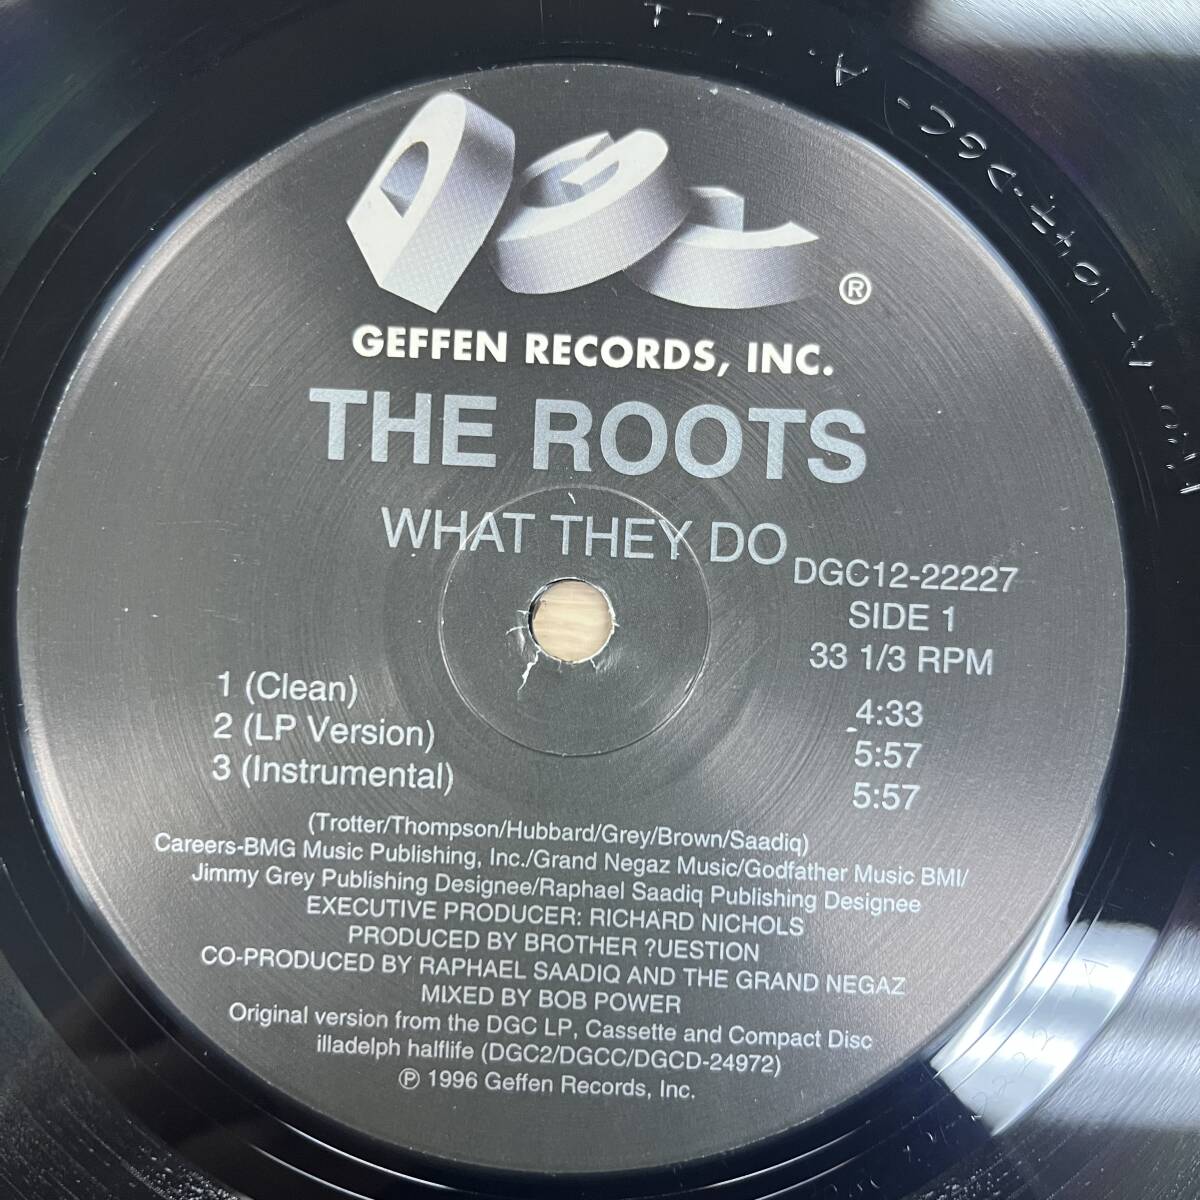 DGC
®
GEFFEN RECORDS, INC.
THE ROOTS
WHAT THEY DO
DGC12-22227
SIDE 1
33 1/3 RPM
1 (Clean) 4:33
2 (LP Version) 5:57
3 (Instrumental) 5:57
(Trotter/Thompson/Hubbard/Grey/Brown/Saadiq)
Careers-BMG Music Publishing, Inc./Grand Negaz Music/Godfather Music BMI/
Jimmy Grey Publishing Designee/Raphael Saadiq Publishing Designee
EXECUTIVE PRODUCER: RICHARD NICHOLS
PRODUCED BY BROTHER ?UESTION
CO-PRODUCED BY RAPHAEL SAADIQ AND THE GRAND NEGAZ
MIXED BY BOB POWER
Original version from the DGC LP, Cassette and Compact Disc
illadelph halflife (DGC2/DGCC/DGCD-24972)
℗ 1996 Geffen Records, Inc.